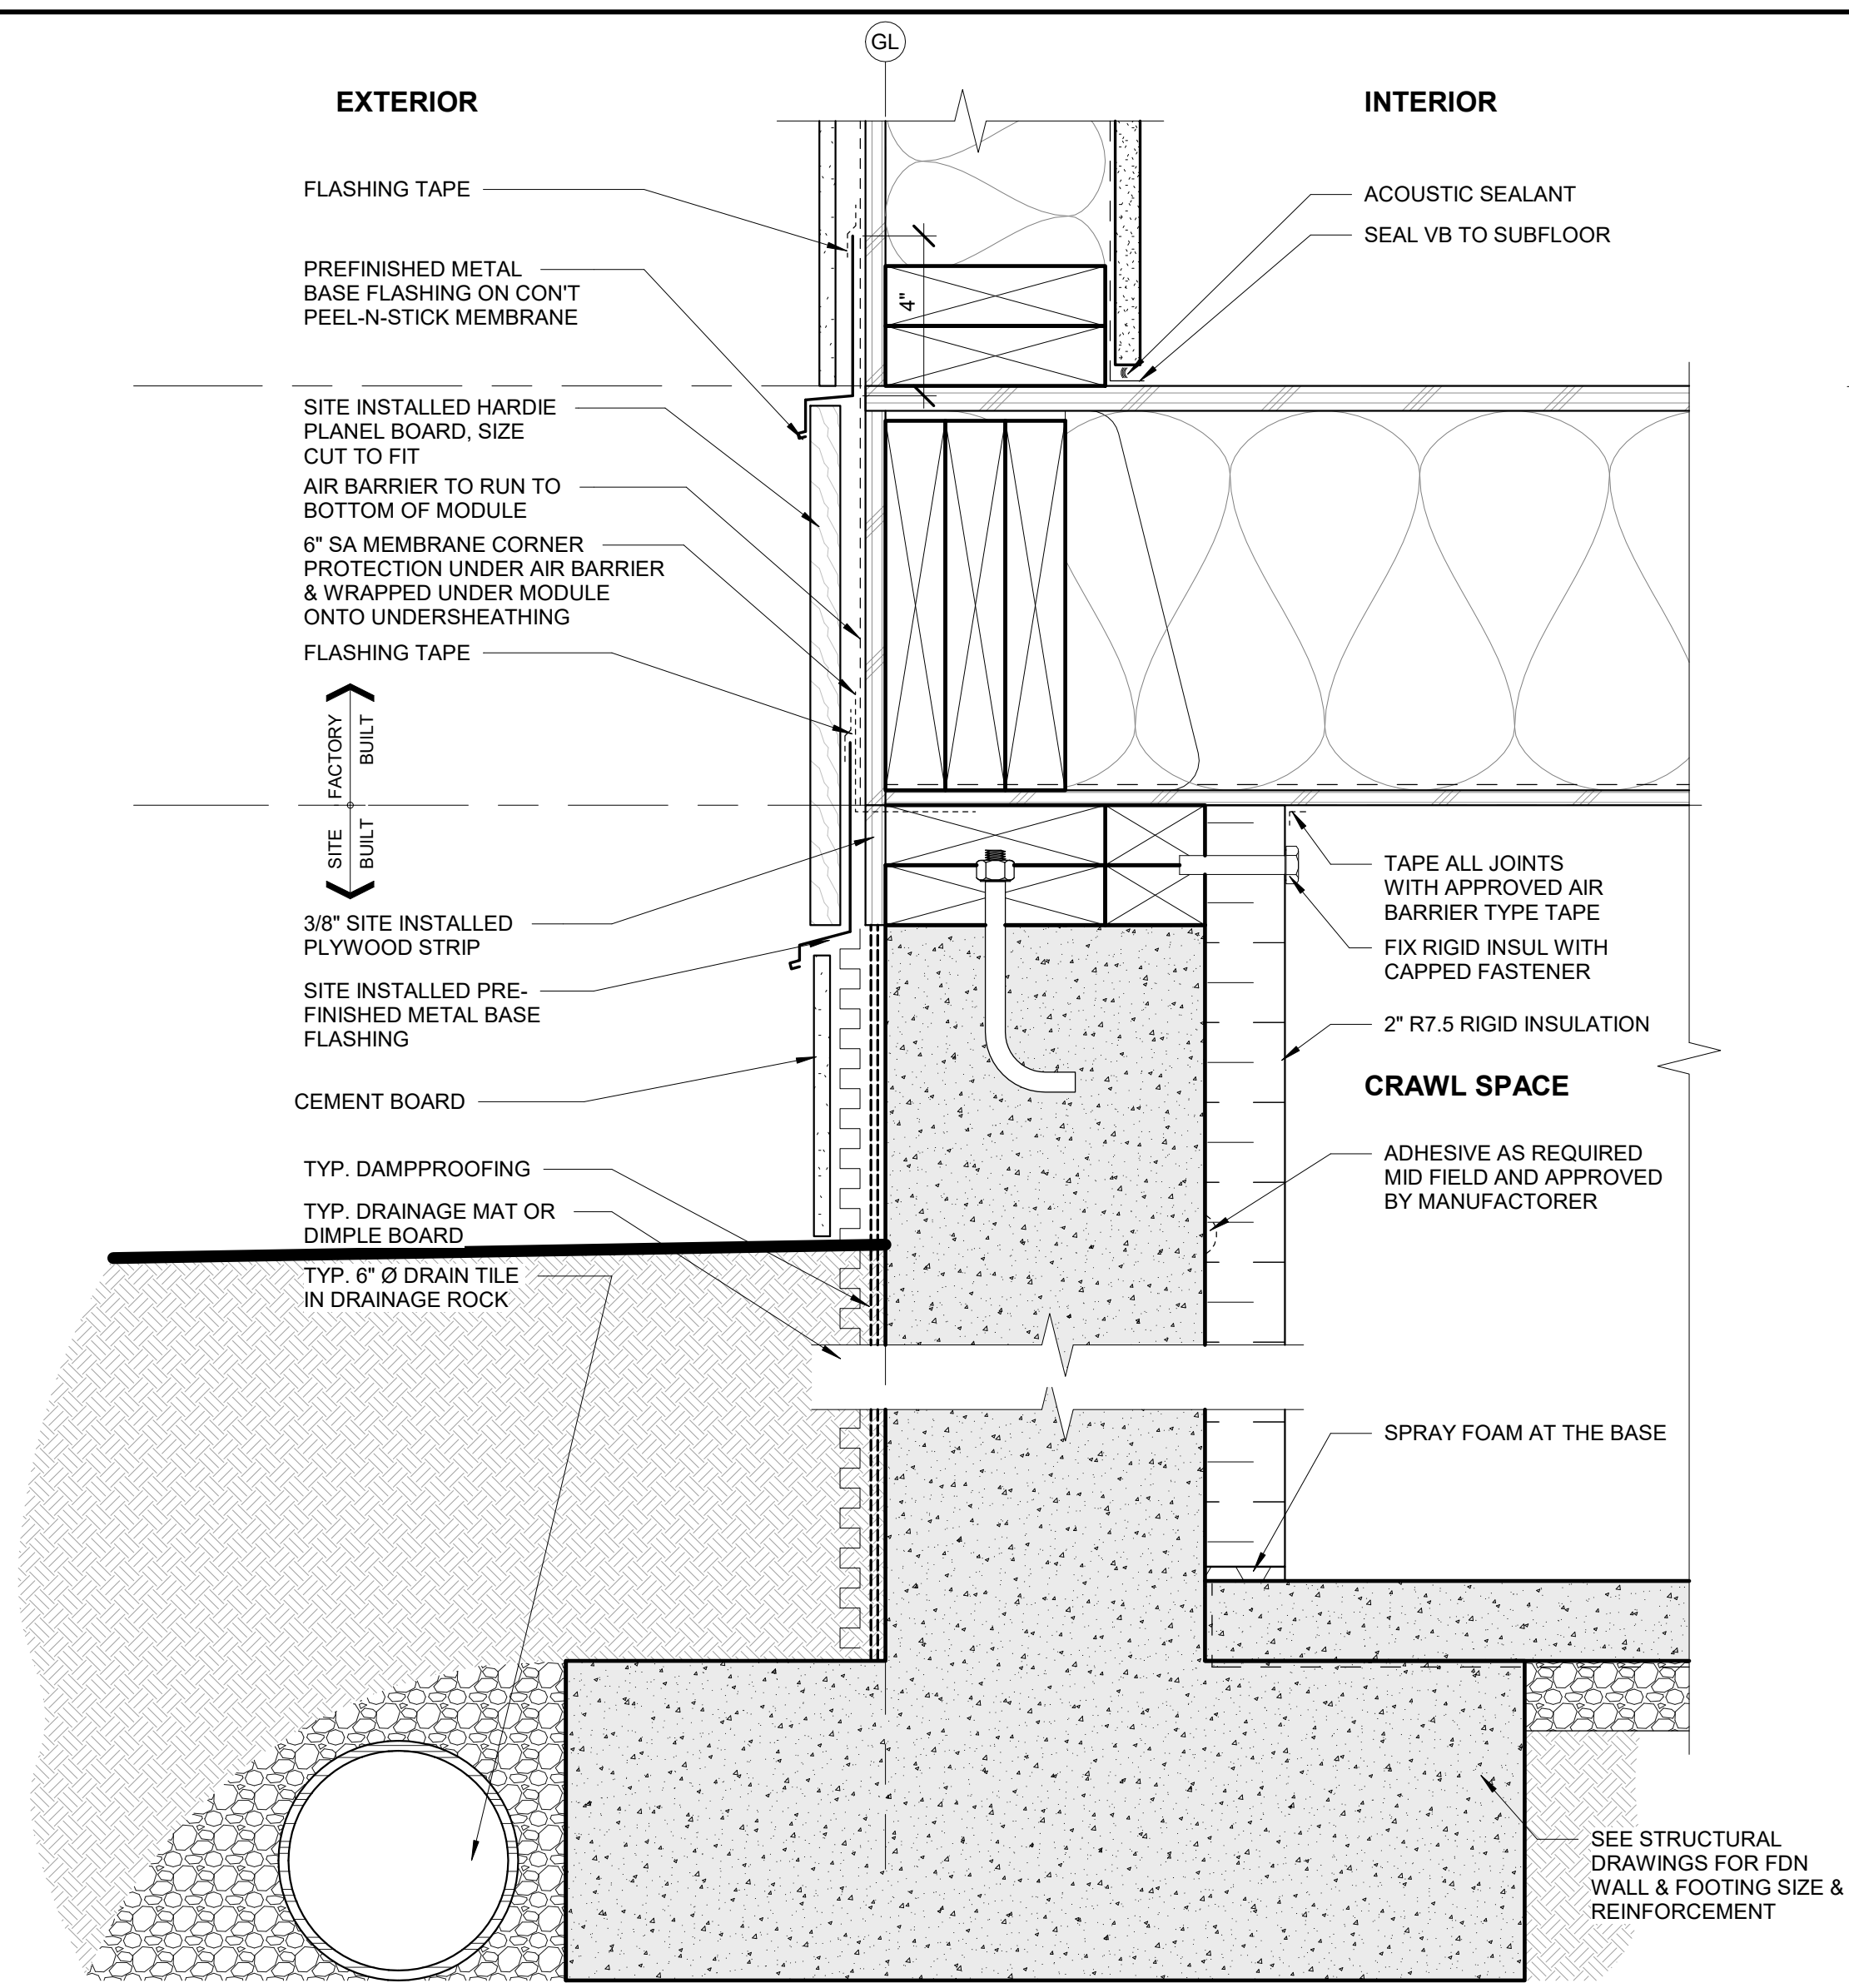 GL
EXTERIOR
INTERIOR
FLASHING TAPE
PREFINISHED METAL
BASE FLASHING ON CON'T
PEEL-N-STICK MEMBRANE
SITE INSTALLED HARDIE
PLANEL BOARD, SIZE
CUT TO FIT
AIR BARRIER TO RUN TO
BOTTOM OF MODULE
6" SA MEMBRANE CORNER
PROTECTION UNDER AIR BARRIER
& WRAPPED UNDER MODULE
ONTO UNDERSHEATHING
FLASHING TAPE
FACTORY
BUILT
SITE
BUILT
3/8" SITE INSTALLED
PLYWOOD STRIP
SITE INSTALLED PRE-
FINISHED METAL BASE
FLASHING
CEMENT BOARD
TYP. DAMPPROOFING
TYP. DRAINAGE MAT OR
DIMPLE BOARD
TYP. 6" Ø DRAIN TILE
IN DRAINAGE ROCK
4"
ACOUSTIC SEALANT
SEAL VB TO SUBFLOOR
TAPE ALL JOINTS
WITH APPROVED AIR
BARRIER TYPE TAPE
FIX RIGID INSUL WITH
CAPPED FASTENER
2" R7.5 RIGID INSULATION
CRAWL SPACE
ADHESIVE AS REQUIRED
MID FIELD AND APPROVED
BY MANUFACTORER
SPRAY FOAM AT THE BASE
SEE STRUCTURAL
DRAWINGS FOR FDN
WALL & FOOTING SIZE &
REINFORCEMENT